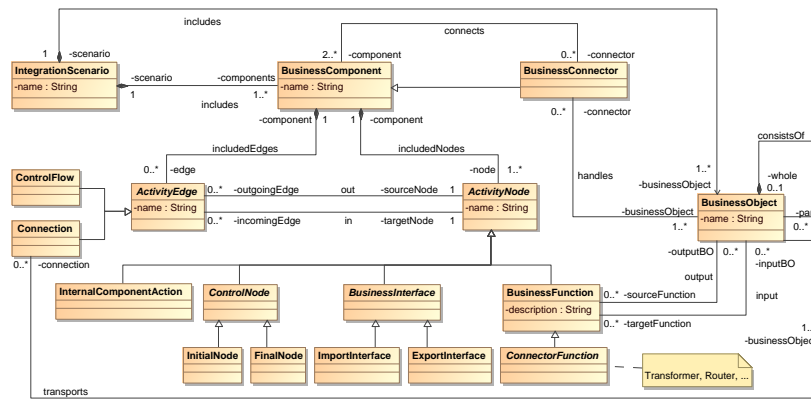 includes
connects
1 -scenario
2..* -component
0..* -connector
IntegrationScenario
-name : String
-scenario
1
-components
1..*
includes
BusinessComponent
-name : String
BusinessConnector
-component 1
1 -component
0..* -connector
consistsOf
includedEdges
includedNodes
handles
0..* -edge
-node 1..*
1..*
-businessObject
-whole
0..1
ControlFlow
Connection
0..* -connection
ActivityEdge
-name : String
0..* -outgoingEdge out -sourceNode 1
0..* -incomingEdge in -targetNode 1
ActivityNode
-name : String
-businessObject
1..*
BusinessObject
-name : String
0..*
-outputBO 0..* 0..*
-inputBO
output
input
InternalComponentAction
ControlNode
BusinessInterface
BusinessFunction
-description : String
0..* -sourceFunction
0..* -targetFunction
-businessObject
InitialNode
FinalNode
ImportInterface
ExportInterface
ConnectorFunction
Transformer, Router, ...
transports